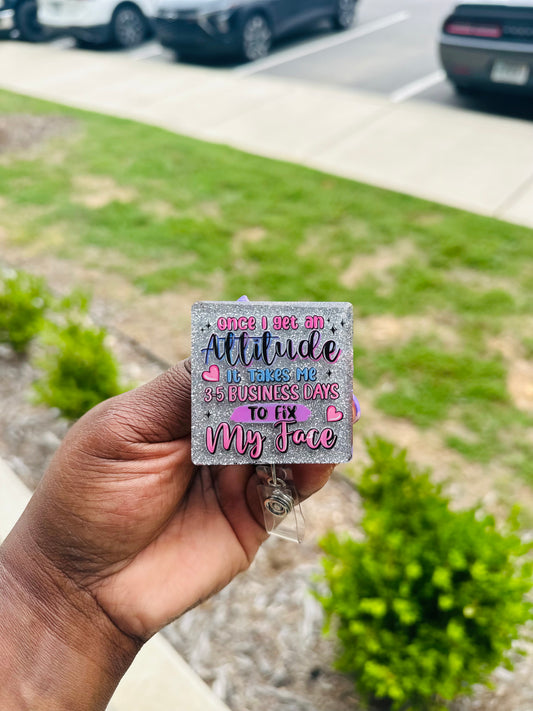 Once I get an
Attitude
It Takes Me
3-5 Business Days
To Fix
My Face